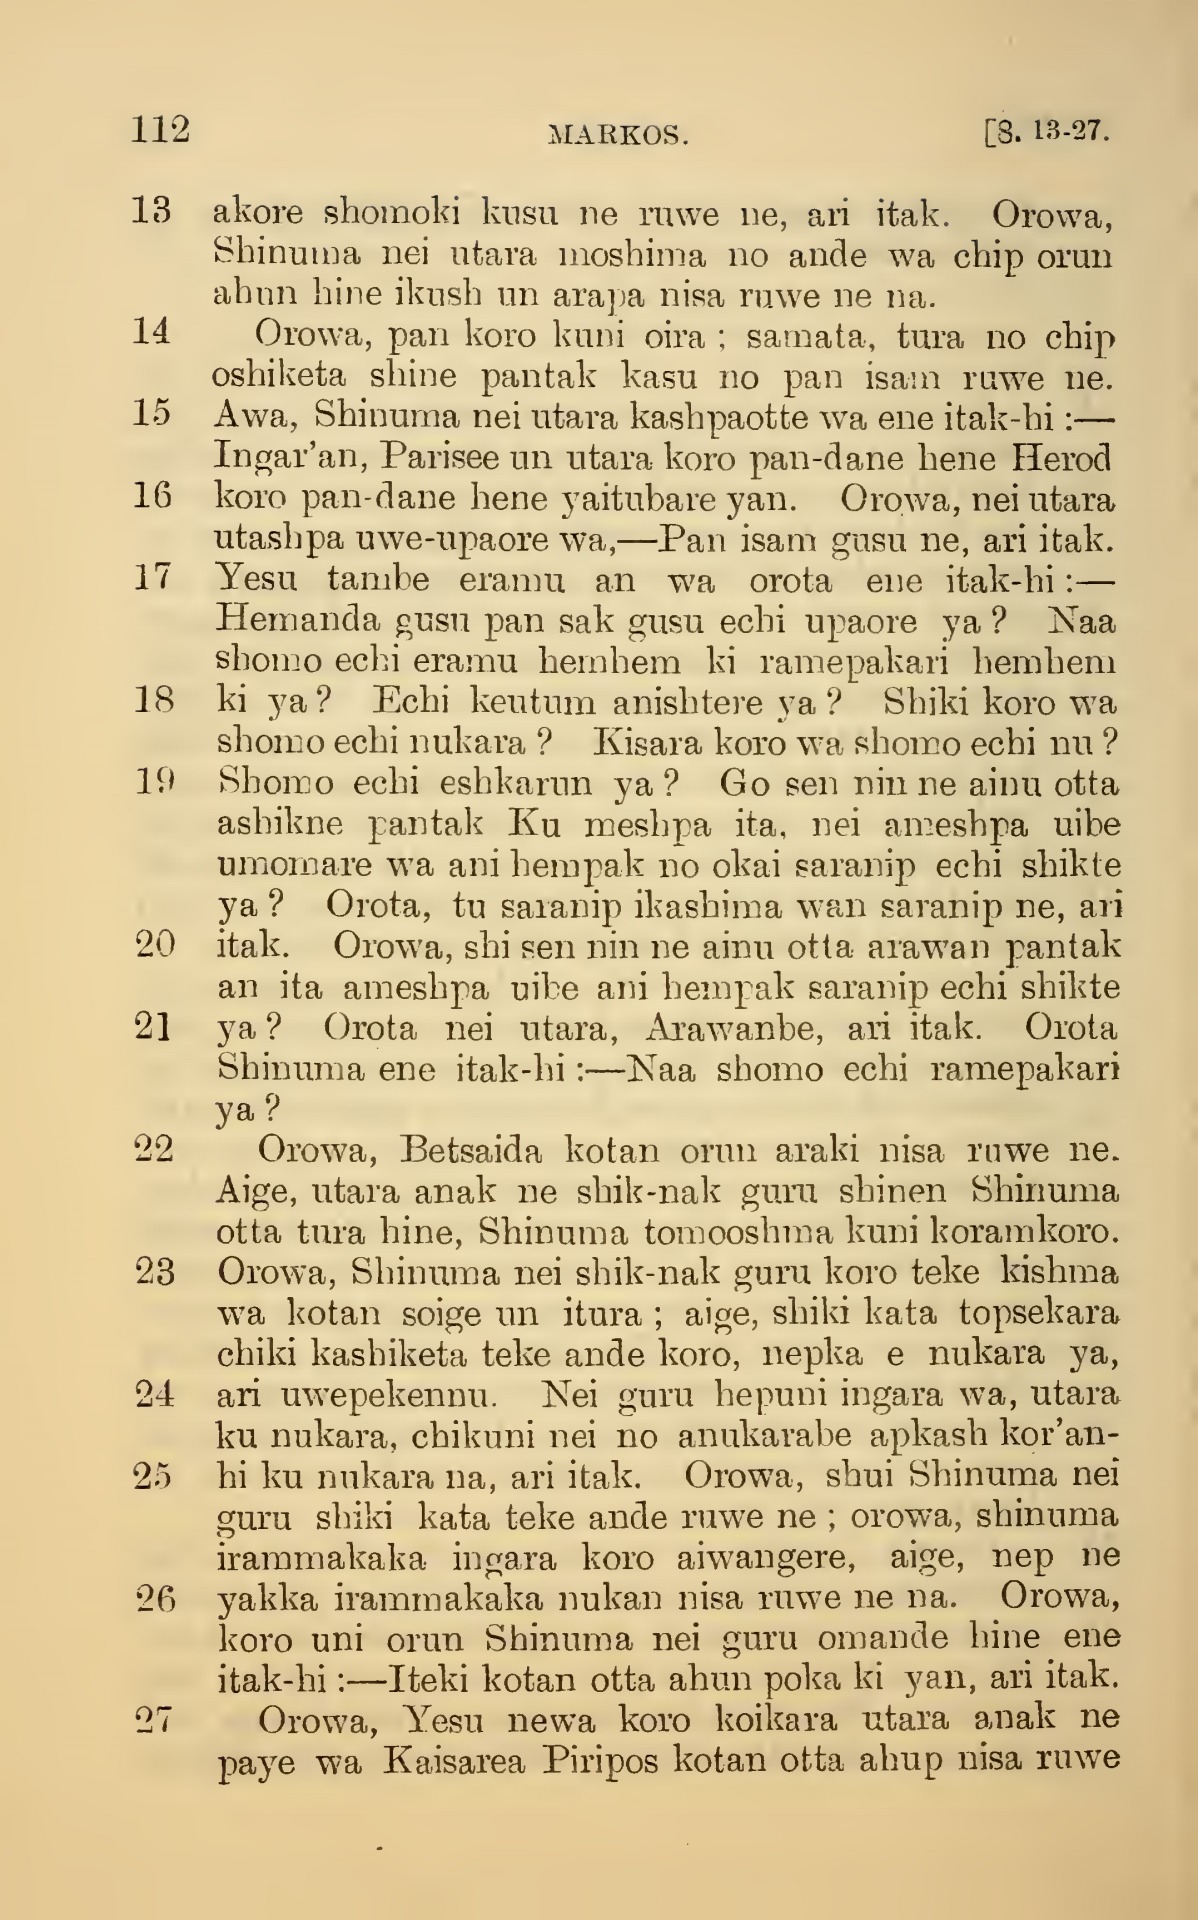 112 MARKOS. [8. 13-27.
13 akore shomoki kusu ne ruwe ne, ari itak. Orowa,
Shinuma nei utara moshima no ande wa chip orun
ahun hine ikush un arapa nisa ruwe ne na.
14 Orowa, pan koro kuni oira ; samata, tura no chip
oshiketa shine pantak kasu no pan isam ruwe ne.
15 Awa, Shinuma nei utara kashpaotte wa ene itak-hi :—
Ingar’an, Parisee un utara koro pan-dane hene Herod
16 koro pan-dane hene yaitubare yan. Orowa, nei utara
utashpa uwe-upaore wa,—Pan isam gusu ne, ari itak.
17 Yesu tambe eramu an wa orota ene itak-hi :—
Hemanda gusu pan sak gusu echi upaore ya ? Naa
shomo echi eramu hemhem ki ramepakari hemhem
18 ki ya ? Echi keutum anishtere ya ? Shiki koro wa
shomo echi nukara ? Kisara koro wa shomo echi nu ?
19 Shomo echi eshkarun ya ? Go sen nin ne ainu otta
ashikne pantak Ku meshpa ita, nei ameshpa uibe
umomare wa ani hempak no okai saranip echi shikte
ya ? Orota, tu saranip ikashima wan saranip ne, ari
20 itak. Orowa, shi sen nin ne ainu otta arawan pantak
an ita ameshpa uibe ani hempak saranip echi shikte
21 ya ? Orota nei utara, Arawanbe, ari itak. Orota
Shinuma ene itak-hi :—Naa shomo echi ramepakari
ya ?
22 Orowa, Betsaida kotan orun araki nisa ruwe ne.
Aige, utara anak ne shik-nak guru shinen Shinuma
otta tura hine, Shinuma tomooshma kuni koramkoro.
23 Orowa, Shinuma nei shik-nak guru koro teke kishma
wa kotan soige un itura ; aige, shiki kata topsekara
chiki kashiketa teke ande koro, nepka e nukara ya,
24 ari uwepekennu. Nei guru hepuni ingara wa, utara
ku nukara, chikuni nei no anukarabe apkash kor’an-
25 hi ku nukara na, ari itak. Orowa, shui Shinuma nei
guru shiki kata teke ande ruwe ne ; orowa, shinuma
irammakaka ingara koro aiwangere, aige, nep ne
26 yakka irammakaka nukan nisa ruwe ne na. Orowa,
koro uni orun Shinuma nei guru omande hine ene
itak-hi :—Iteki kotan otta ahun poka ki yan, ari itak.
27 Orowa, Yesu newa koro koikara utara anak ne
paye wa Kaisarea Piripos kotan otta ahup nisa ruwe